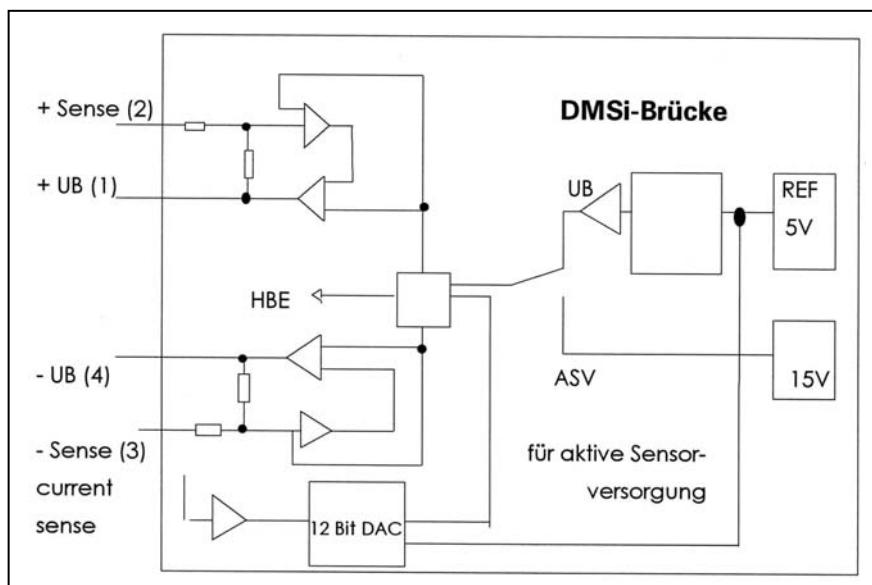 + Sense (2)
+ UB (1)
DMSi-Brücke
UB
REF
5V
HBE
- UB (4)
ASV
15V
- Sense (3)
current
sense
für aktive Sensor-
versorgung
12 Bit DAC